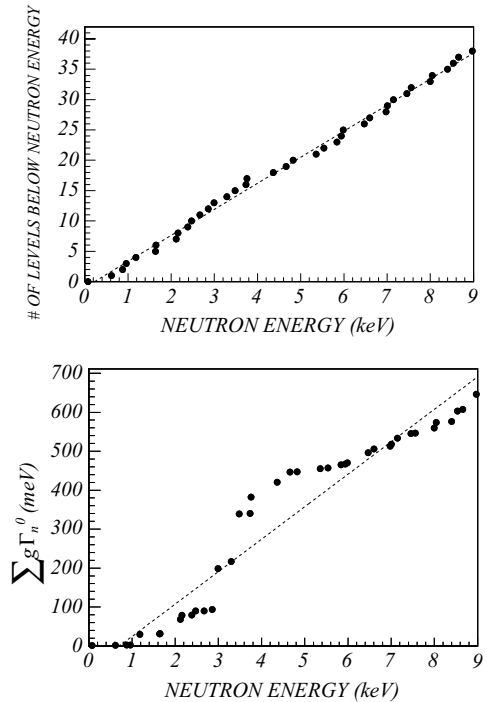 # OF LEVELS BELOW NEUTRON ENERGY
40
35
30
25
20
15
10
5
0
0 1 2 3 4 5 6 7 8 9
NEUTRON ENERGY (keV)
∑gΓn⁰ (meV)
700
600
500
400
300
200
100
0
0 1 2 3 4 5 6 7 8 9
NEUTRON ENERGY (keV)